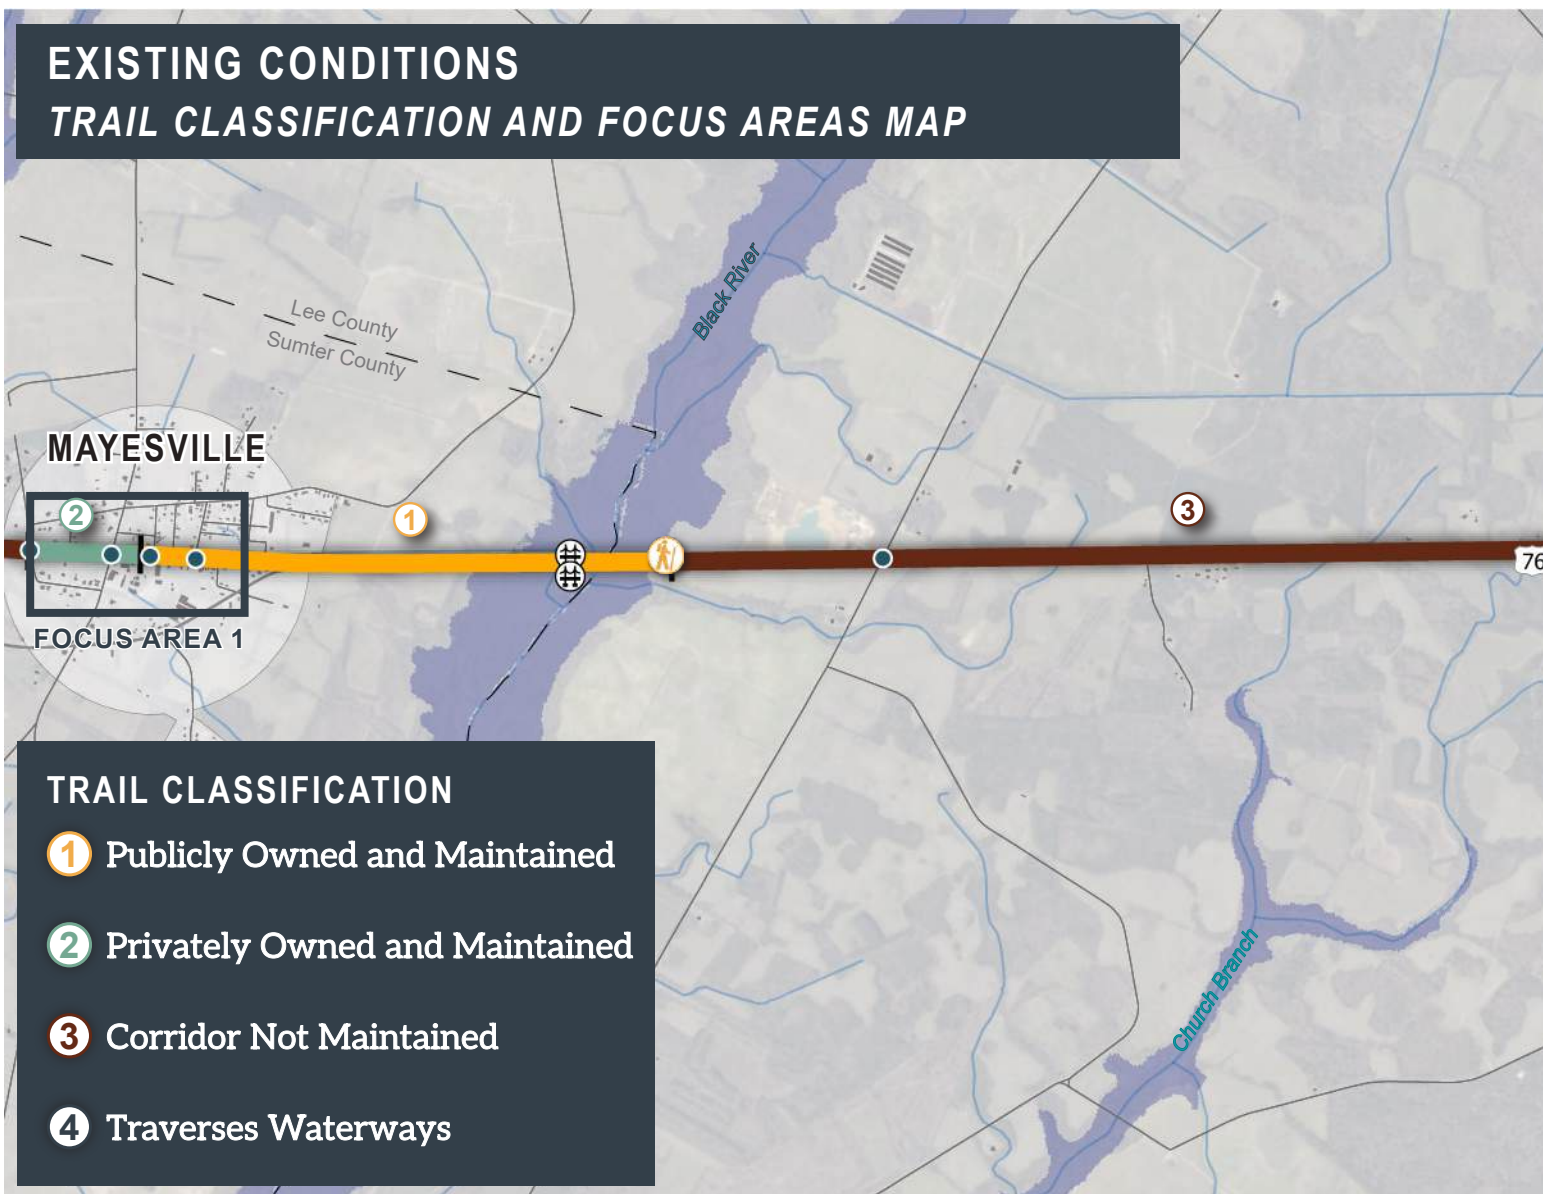 EXISTING CONDITIONS
TRAIL CLASSIFICATION AND FOCUS AREAS MAP
Black River
Lee County
Sumter County
MAYESVILLE
2
1
3
76
FOCUS AREA 1
TRAIL CLASSIFICATION
1 Publicly Owned and Maintained
2 Privately Owned and Maintained
3 Corridor Not Maintained
4 Traverses Waterways
Church Branch